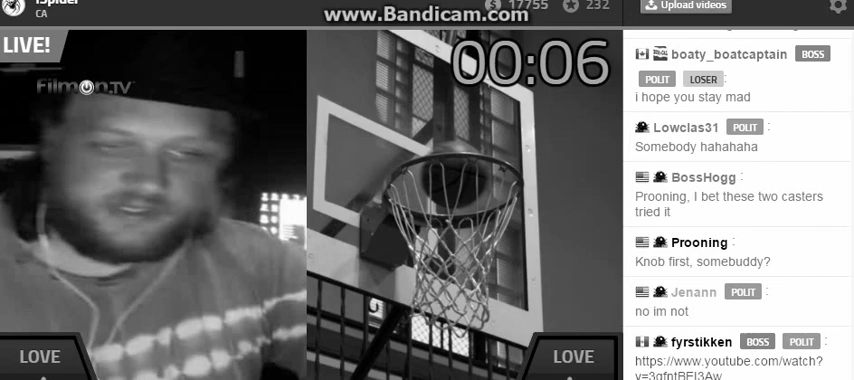 www.Bandicam.com
CA
17755
232
Upload videos
LIVE!
FilmOn.TV
00:06
LOVE
LOVE
boaty_boatcaptain BOSS
POLIT LOSER :
i hope you stay mad
Lowclas31 POLIT :
Somebody hahahaha
BossHogg :
Prooning, I bet these two casters
tried it
Prooning :
Knob first, somebuddy?
Jenann : POLIT :
no im not
fyrstikken BOSS POLIT :
https://www.youtube.com/watch?